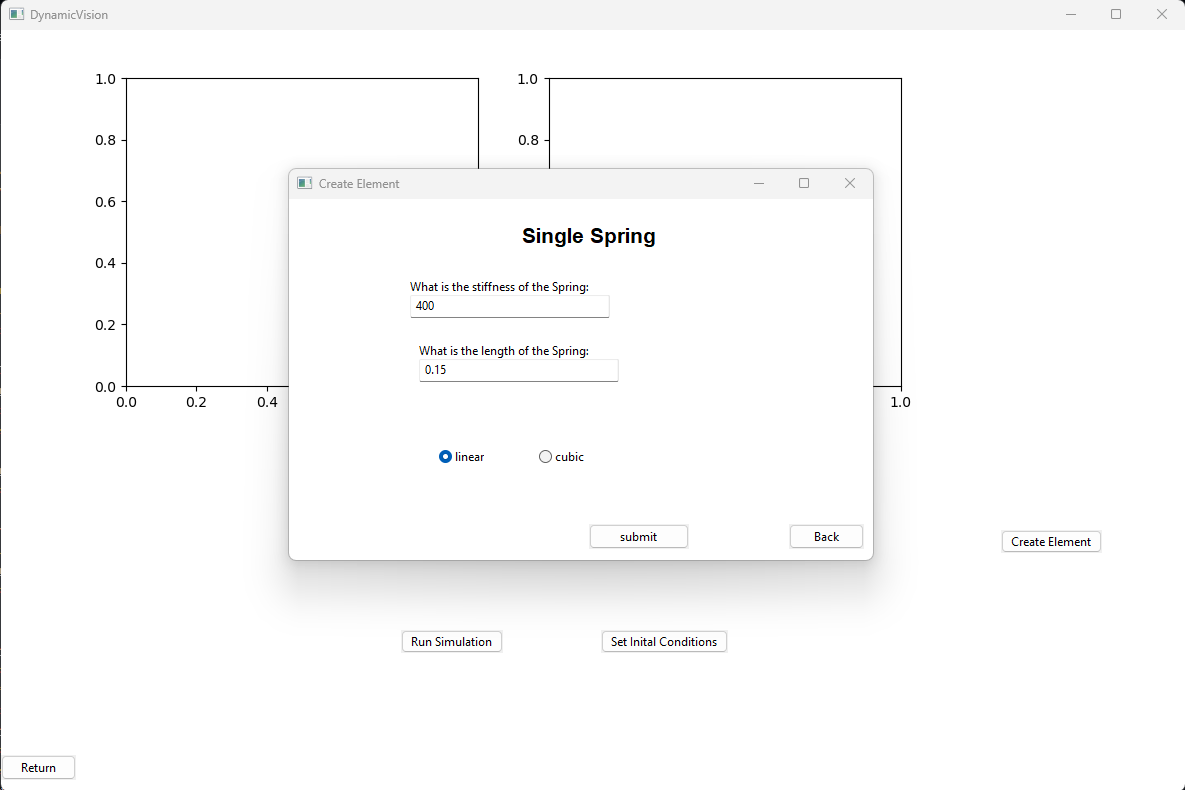 DynamicVision
1.0
0.8
0.6
0.4
0.2
0.0
0.0 0.2 0.4
1.0
0.8
1.0
Create Element
Single Spring
What is the stiffness of the Spring:
400
What is the length of the Spring:
0.15
linear cubic
submit Back
Create Element
Run Simulation Set Inital Conditions
Return